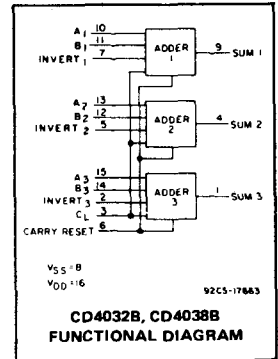 A1 10
B1 11
INVERT1 7
ADDER 1
9 SUM 1
A2 13
B2 12
INVERT 2 5
ADDER 2
4 SUM 2
A3 15
B3 14
INVERT3 2
CL 3
CARRY RESET 6
ADDER 3
1 SUM 3
VSS = 8
VDD = 16
92CS-17883
CD4032B, CD4038B
FUNCTIONAL DIAGRAM